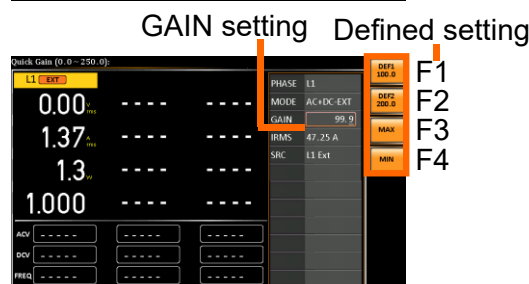 GAIN setting Defined setting
Quick Gain (0.0-250.0):
L1 EXT
0.00 Vrms ---- ----
1.37 Arms ---- ----
1.3 W ---- ----
1.000 ---- ----
ACV ----- ----- -----
DCV ----- ----- -----
FREQ ----- ----- -----
PHASE L1
MODE AC+DC-EXT
GAIN 99.9
IRMS 47.25 A
SRC L1 Ext
DEF1 100.0 F1
DEF2 200.0 F2
MAX F3
MIN F4